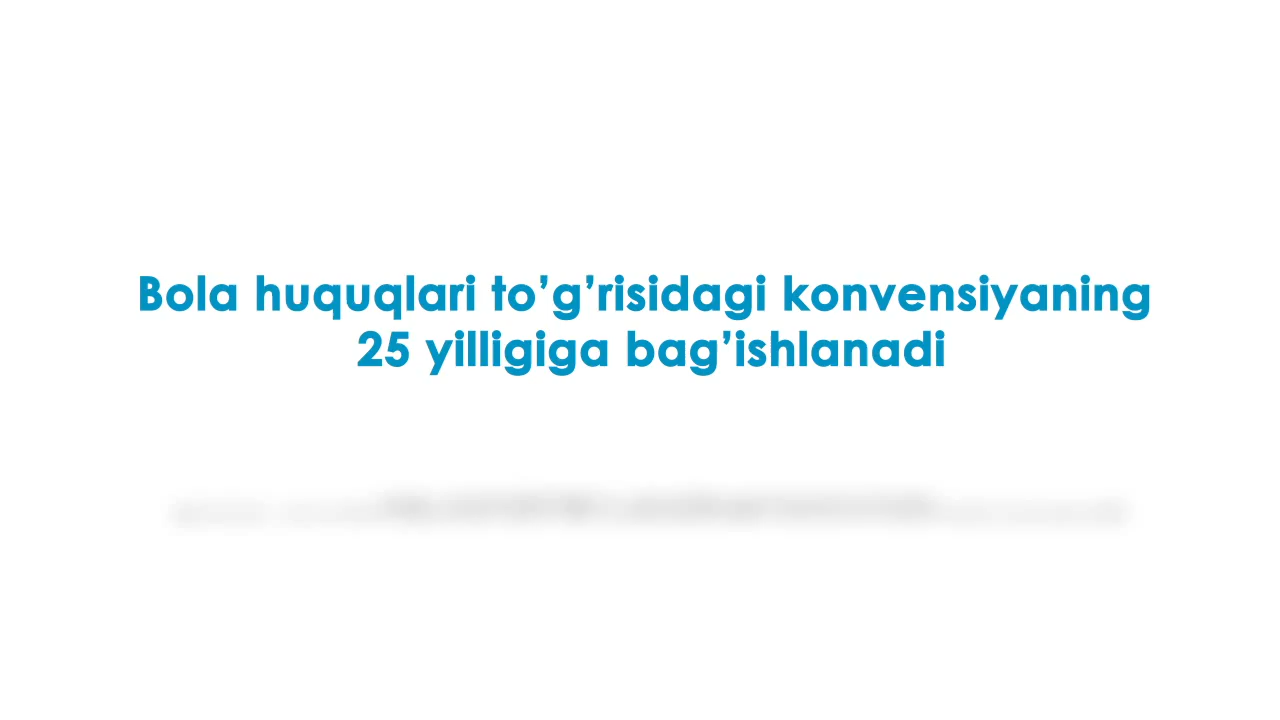 Bola huquqlari to’g’risidagi konvensiyaning
25 yilligiga bag’ishlanadi